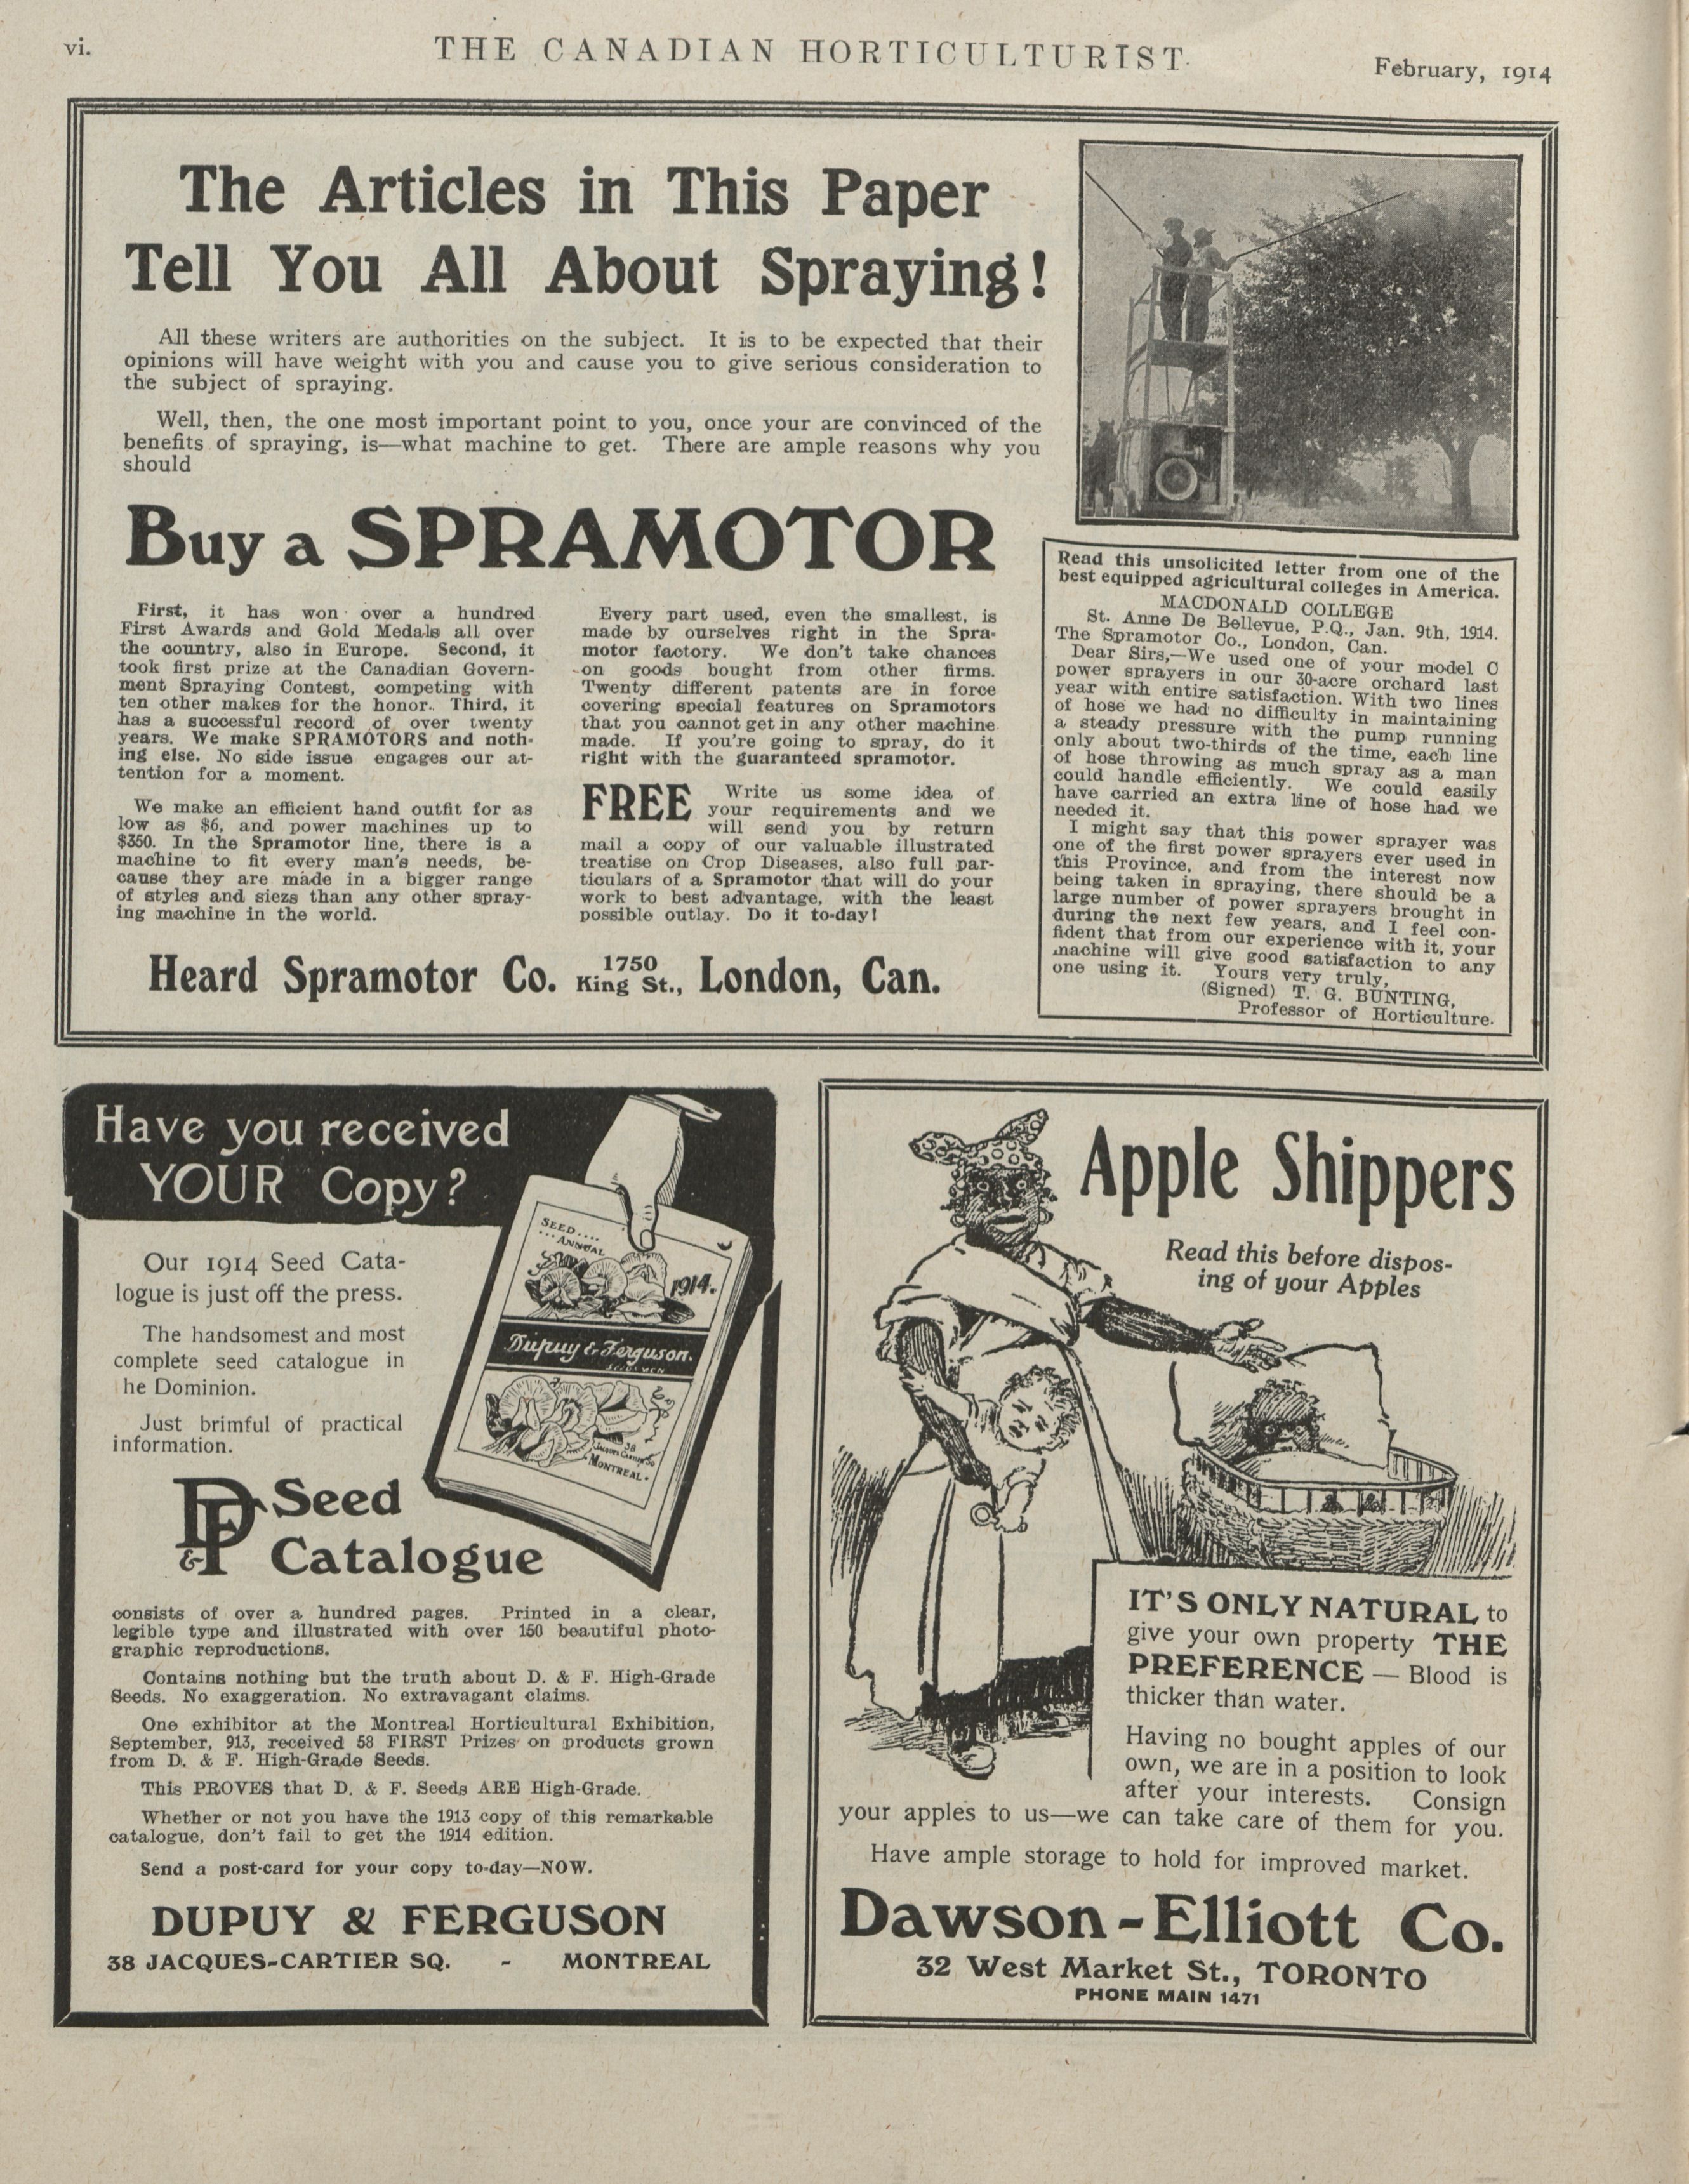 vi.
THE CANADIAN HORTICULTURIST.
February, 1914
The Articles in This Paper
Tell You All About Spraying!
All these writers are authorities on the subject. It is to be expected that their
opinions will have weight with you and cause you to give serious consideration to
the subject of spraying.
Well, then, the one most important point to you, once your are convinced of the
benefits of spraying, is—what machine to get. There are ample reasons why you
should
Buy a SPRAMOTOR
First, it has won over a hundred
First Awards and Gold Medals all over
the country, also in Europe. Second, it
took first prize at the Canadian Govern-
ment Spraying Contest, competing with
ten other makes for the honor. Third, it
has a successful record of over twenty
years. We make SPRAMOTORS and noth-
ing else. No side issue engages our at-
tention for a moment.
We make an efficient hand outfit for as
low as $6, and power machines up to
$350. In the Spramotor line, there is a
machine to fit every man's needs, be-
cause they are made in a bigger range
of styles and siezs than any other spray-
ing machine in the world.
Every part used, even the smallest, is
made by ourselves right in the Spra-
motor factory. We don't take chances
on goods bought from other firms.
Twenty different patents are in force
covering special features on Spramotors
that you cannot get in any other machine
made. If you're going to spray, do it
right with the guaranteed spramotor.
FREE Write us some idea of
your requirements and we
will send you by return
mail a copy of our valuable illustrated
treatise on Crop Diseases, also full par-
ticulars of a Spramotor that will do your
work to best advantage, with the least
possible outlay. Do it to-day!
Heard Spramotor Co. 1750 King St., London, Can.
Read this unsolicited letter from one of the
best equipped agricultural colleges in America.
MACDONALD COLLEGE
St. Anne De Bellevue, P.Q., Jan. 9th, 1914.
The Spramotor Co., London, Can.
Dear Sirs,—We used one of your model C
power sprayers in our 30-acre orchard last
year with entire satisfaction. With two lines
of hose we had no difficulty in maintaining
a steady pressure with the pump running
only about two-thirds of the time, each line
of hose throwing as much spray as a man
could handle efficiently. We could easily
have carried an extra line of hose had we
needed it.
I might say that this power sprayer was
one of the first power sprayers ever used in
this Province, and from the interest now
being taken in spraying, there should be a
large number of power sprayers brought in
during the next few years, and I feel con-
fident that from our experience with it, your
machine will give good satisfaction to any
one using it. Yours very truly,
(Signed) T. G. BUNTING,
Professor of Horticulture.
Have you received
YOUR Copy?
SEED....
...ANNUAL
1914.
Dupuy & Ferguson.
SEEDSMEN
38
JACQUES CARTIER SQ
MONTREAL
Our 1914 Seed Cata-
logue is just off the press.
The handsomest and most
complete seed catalogue in
he Dominion.
Just brimful of practical
information.
D & F Seed
Catalogue
consists of over a hundred pages. Printed in a clear,
legible type and illustrated with over 150 beautiful photo-
graphic reproductions.
Contains nothing but the truth about D. & F. High-Grade
Seeds. No exaggeration. No extravagant claims.
One exhibitor at the Montreal Horticultural Exhibition,
September, 913, received 58 FIRST Prizes on products grown
from D. & F. High-Grade Seeds.
This PROVES that D. & F. Seeds ARE High-Grade.
Whether or not you have the 1913 copy of this remarkable
catalogue, don't fail to get the 1914 edition.
Send a post-card for your copy to-day—NOW.
DUPUY & FERGUSON
38 JACQUES-CARTIER SQ. - MONTREAL
Apple Shippers
Read this before dispos-
ing of your Apples
IT'S ONLY NATURAL to
give your own property THE
PREFERENCE — Blood is
thicker than water.
Having no bought apples of our
own, we are in a position to look
after your interests. Consign
your apples to us—we can take care of them for you.
Have ample storage to hold for improved market.
Dawson-Elliott Co.
32 West Market St., TORONTO
PHONE MAIN 1471